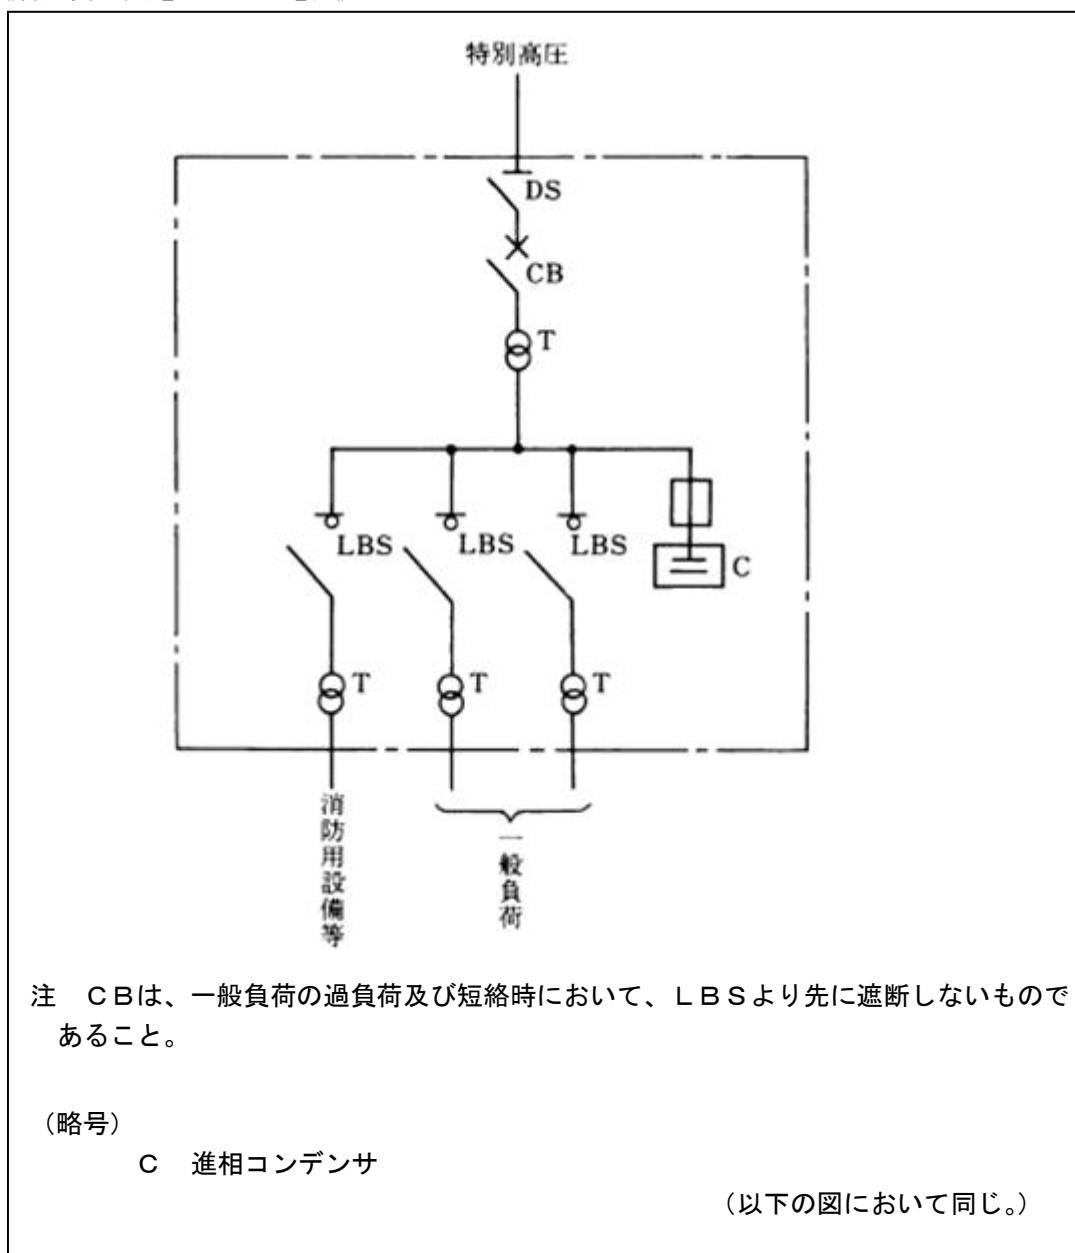 特別高圧
DS
CB
T
LBS
LBS
LBS
C
T
T
T
消防用設備等
一般負荷
注 CBは、一般負荷の過負荷及び短絡時において、LBSより先に遮断しないもので
あること。
(略号)
C 進相コンデンサ
(以下の図において同じ。)